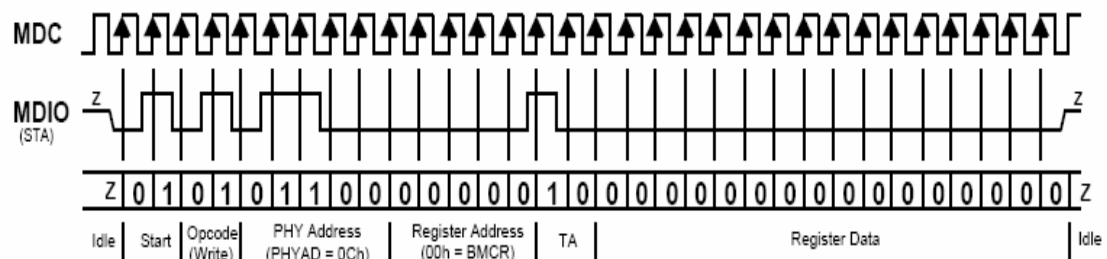 MDC
Z Z
MDIO
(STA)
Z 0 1 0 1 0 1 1 0 0 0 0 0 0 0 1 0 0 0 0 0 0 0 0 0 0 0 0 0 0 0 0 0 Z
Idle Start Opcode (Write) PHY Address (PHYAD = 0Ch) Register Address (00h = BMCR) TA Register Data Idle